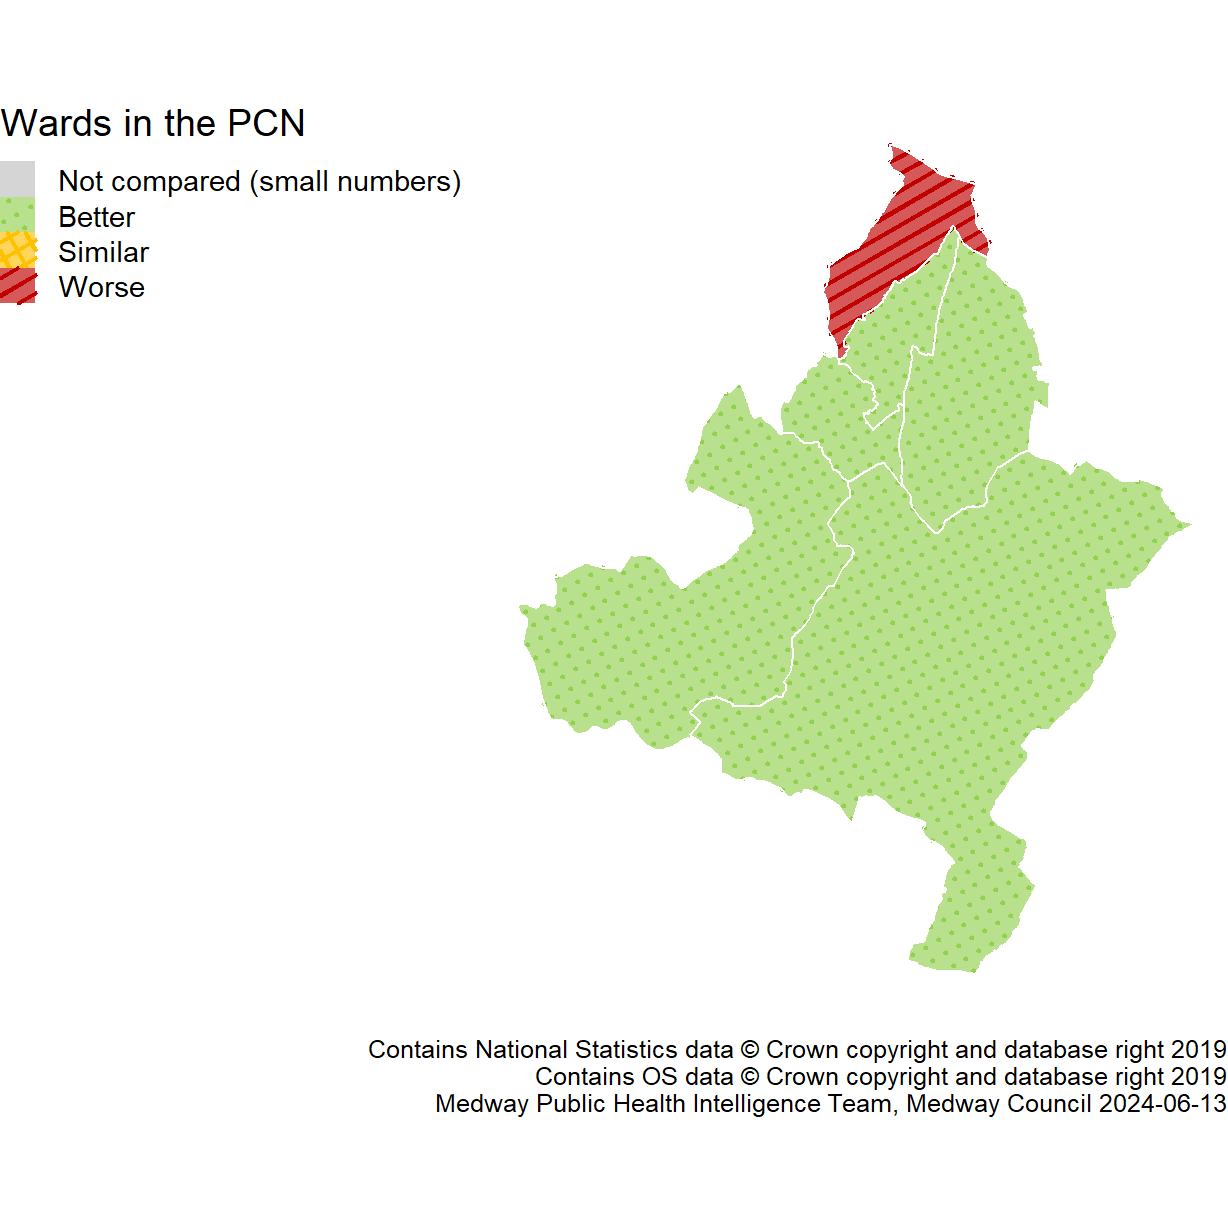 Wards in the PCN
Not compared (small numbers)
Better
Similar
Worse
Contains National Statistics data © Crown copyright and database right 2019
Contains OS data © Crown copyright and database right 2019
Medway Public Health Intelligence Team, Medway Council 2024-06-13